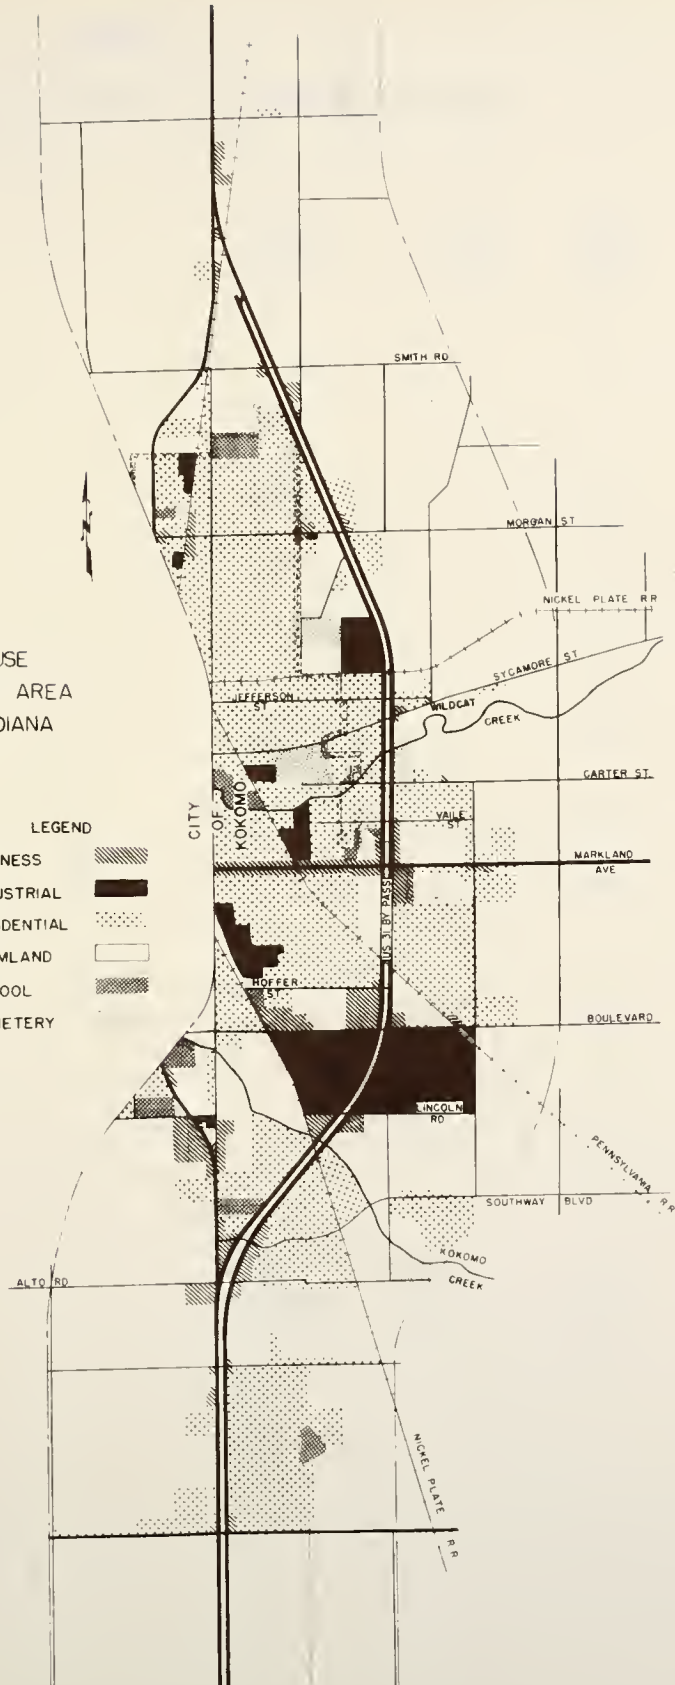 SMITH RD
MORGAN ST
NICKEL PLATE R R
USE
AREA
DIANA
SYCAMORE ST
JEFFERSON
ST
WILDCAT
CREEK
CARTER ST.
CITY
OF
KOKOMO
VAILE
ST
LEGEND
NESS
USTRIAL
DENTIAL
MLAND
OOL
ETERY
MARKLAND
AVE
US 31 BY PASS
HOFFER
ST
BOULEVARD
LINCOLN
RD
PENNSYLVANIA R R
SOUTHWAY BLVD
KOKOMO
CREEK
ALTO RD
NICKEL PLATE
R R